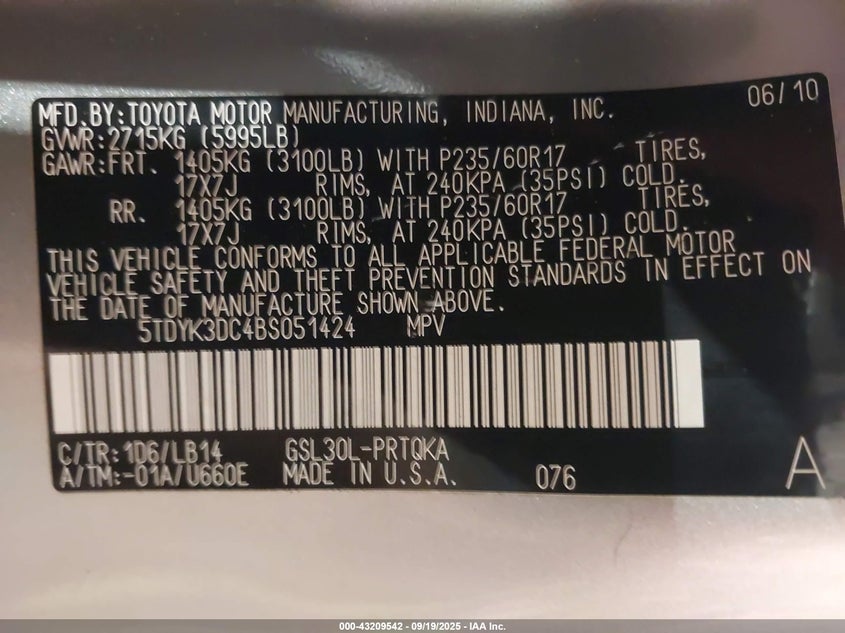 MFD.BY:TOYOTA MOTOR MANUFACTURING, INDIANA, INC. 06/10
GVWR:2715KG (5995LB)
GAWR:FRT. 1405KG (3100LB) WITH P235/60R17 TIRES,
17X7J RIMS, AT 240KPA (35PSI) COLD.
RR. 1405KG (3100LB) WITH P235/60R17 TIRES,
17X7J RIMS, AT 240KPA (35PSI) COLD.
THIS VEHICLE CONFORMS TO ALL APPLICABLE FEDERAL MOTOR
VEHICLE SAFETY AND THEFT PREVENTION STANDARDS IN EFFECT ON
THE DATE OF MANUFACTURE SHOWN ABOVE.
5TDYK3DC4BS051424 MPV
C/TR:1D6/LB14 GSL30L-PRTQKA
A/TM:-01A/U660E MADE IN U.S.A. 076 A
000-43209542 - 09/19/2025 - IAA Inc.